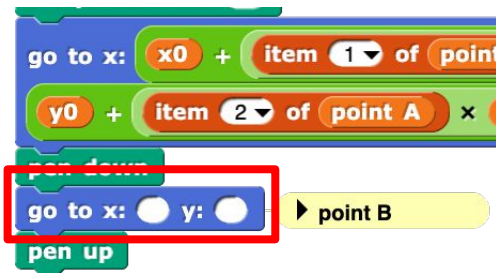 go to x: x0 + item 1 of point
y0 + item 2 of point A ×
pen down
go to x: y: point B
pen up